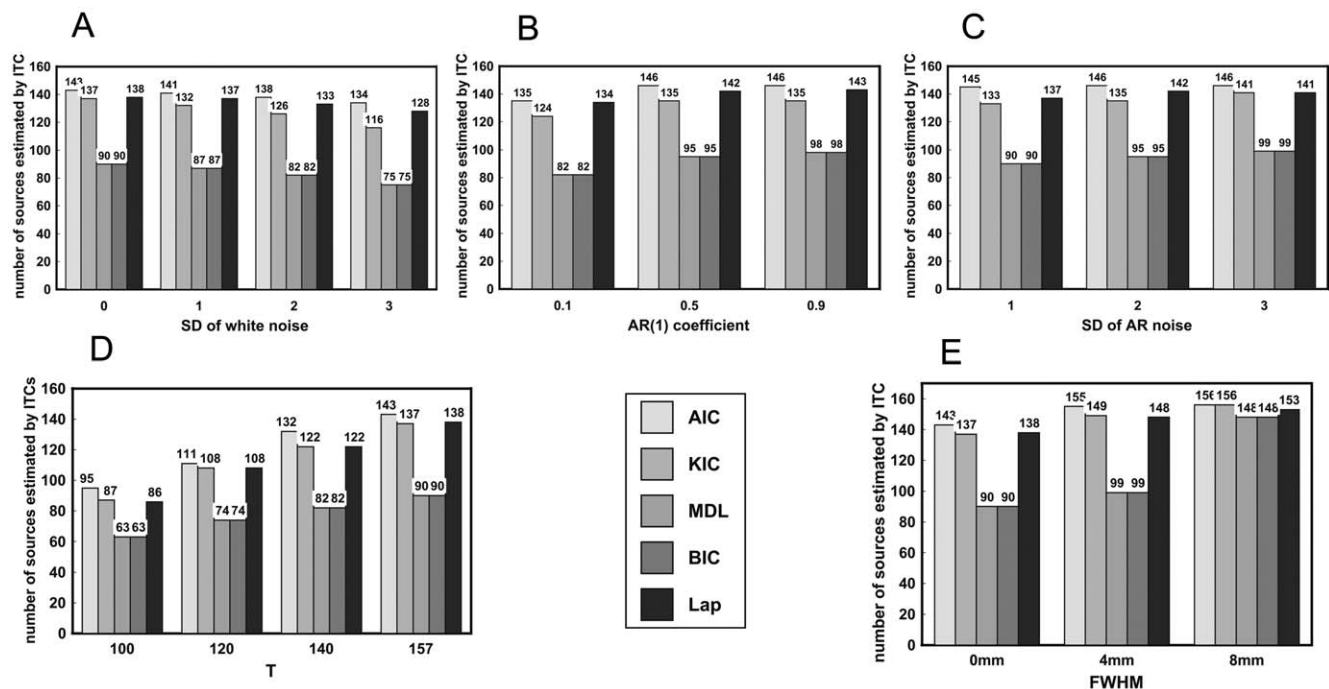 A
number of sources estimated by ITC
160
140
120
100
80
60
40
20
0
143 137 90 90 138
141 132 87 87 137
138 126 82 82 133
134 116 75 75 128
0 1 2 3
SD of white noise
B
number of sources estimated by ITC
160
140
120
100
80
60
40
20
0
135 124 82 82 134
146 135 95 95 142
146 135 98 98 143
0.1 0.5 0.9
AR(1) coefficient
C
number of sources estimated by ITC
160
140
120
100
80
60
40
20
0
145 133 90 90 137
146 135 95 95 142
146 141 99 99 141
1 2 3
SD of AR noise
D
number of sources estimated by ITCs
160
140
120
100
80
60
40
20
0
95 87 63 63 86
111 108 74 74 108
132 122 82 82 122
143 137 90 90 138
100 120 140 157
T
AIC
KIC
MDL
BIC
Lap
E
number of sources estimated by ITC
160
140
120
100
80
60
40
20
0
143 137 90 90 138
155 149 99 99 148
156 156 148 148 153
0mm 4mm 8mm
FWHM